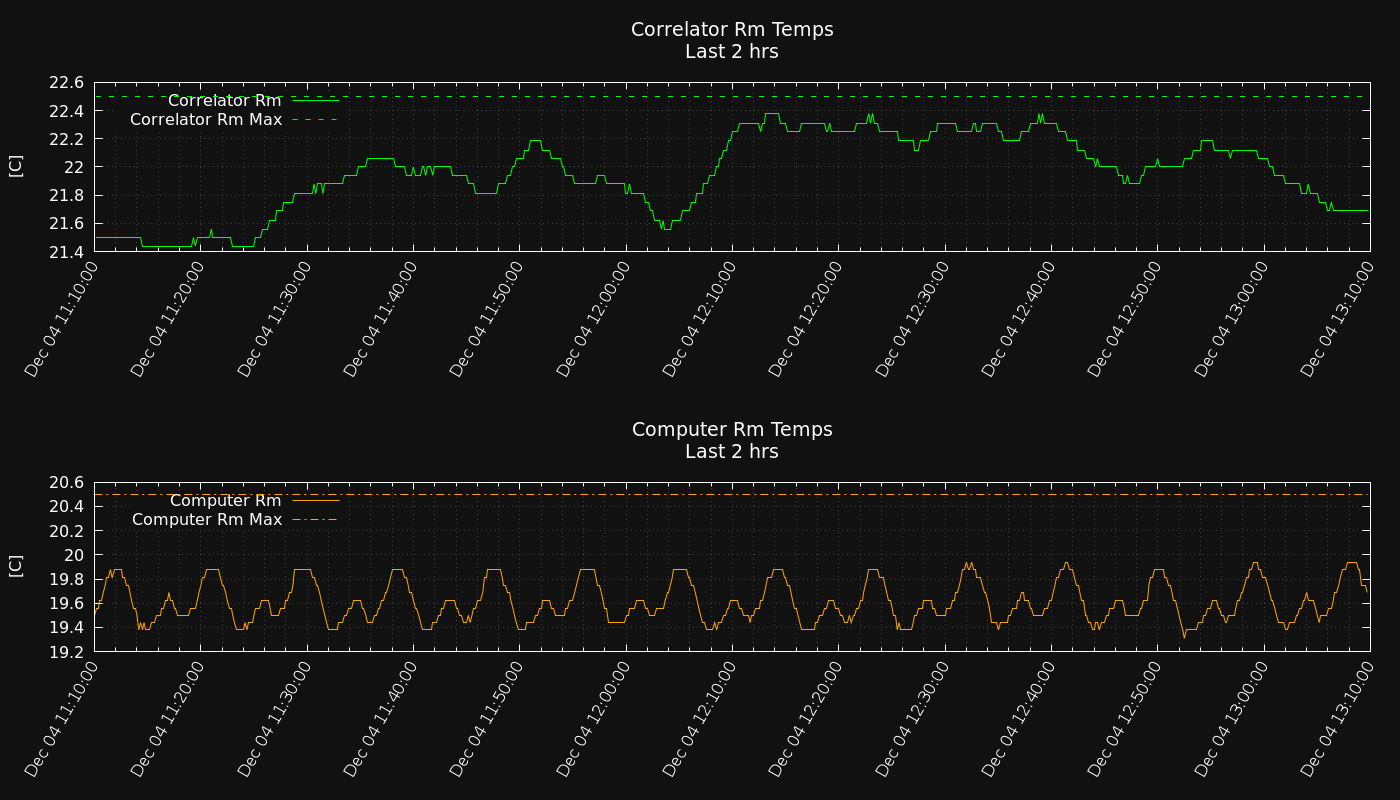 Correlator Rm Temps
Last 2 hrs
22.6
22.4
22.2
22
21.8
21.6
21.4
[C]
Correlator Rm
Correlator Rm Max
Dec 04 11:10:00
Dec 04 11:20:00
Dec 04 11:30:00
Dec 04 11:40:00
Dec 04 11:50:00
Dec 04 12:00:00
Dec 04 12:10:00
Dec 04 12:20:00
Dec 04 12:30:00
Dec 04 12:40:00
Dec 04 12:50:00
Dec 04 13:00:00
Dec 04 13:10:00
Computer Rm Temps
Last 2 hrs
20.6
20.4
20.2
20
19.8
19.6
19.4
19.2
[C]
Computer Rm
Computer Rm Max
Dec 04 11:10:00
Dec 04 11:20:00
Dec 04 11:30:00
Dec 04 11:40:00
Dec 04 11:50:00
Dec 04 12:00:00
Dec 04 12:10:00
Dec 04 12:20:00
Dec 04 12:30:00
Dec 04 12:40:00
Dec 04 12:50:00
Dec 04 13:00:00
Dec 04 13:10:00